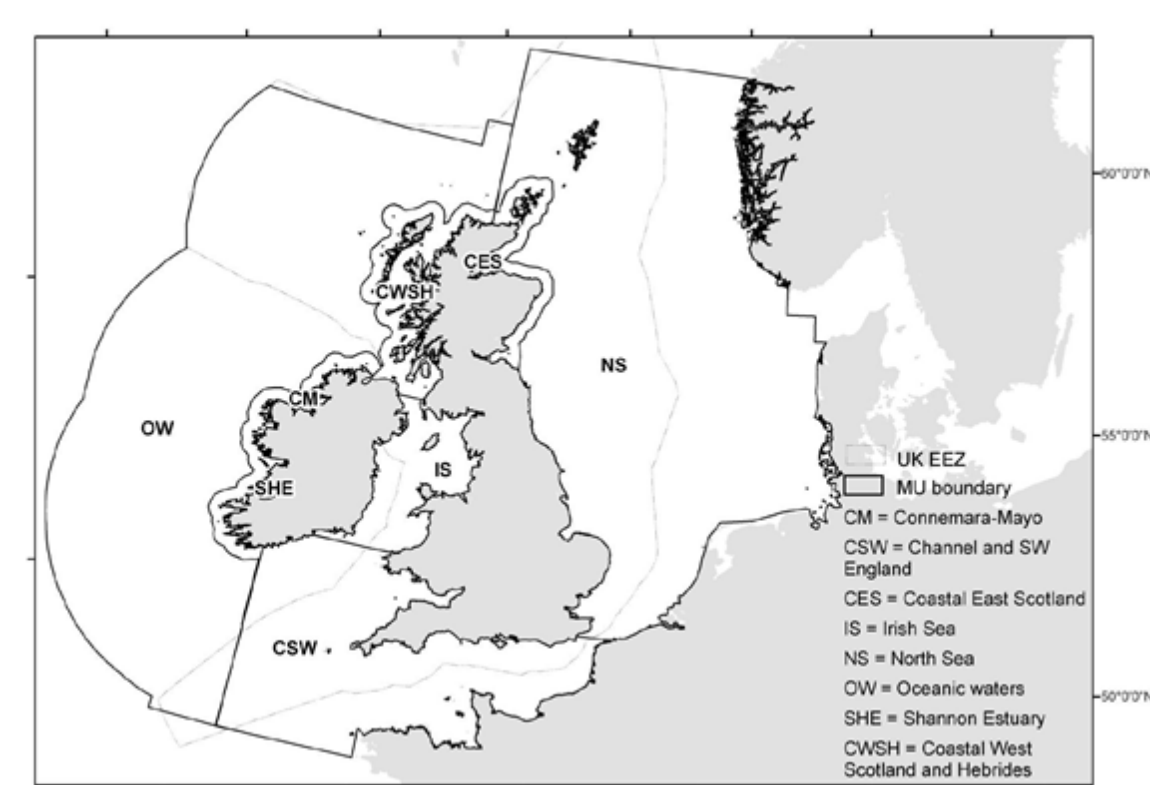 60°0'0"N
CES
CWSH
NS
CM
OW
55°0'0"N
UK EEZ
IS
MU boundary
SHE
CM = Connemara-Mayo
CSW = Channel and SW
England
CES = Coastal East Scotland
IS = Irish Sea
CSW
NS = North Sea
OW = Oceanic waters
50°0'0"N
SHE = Shannon Estuary
CWSH = Coastal West
Scotland and Hebrides